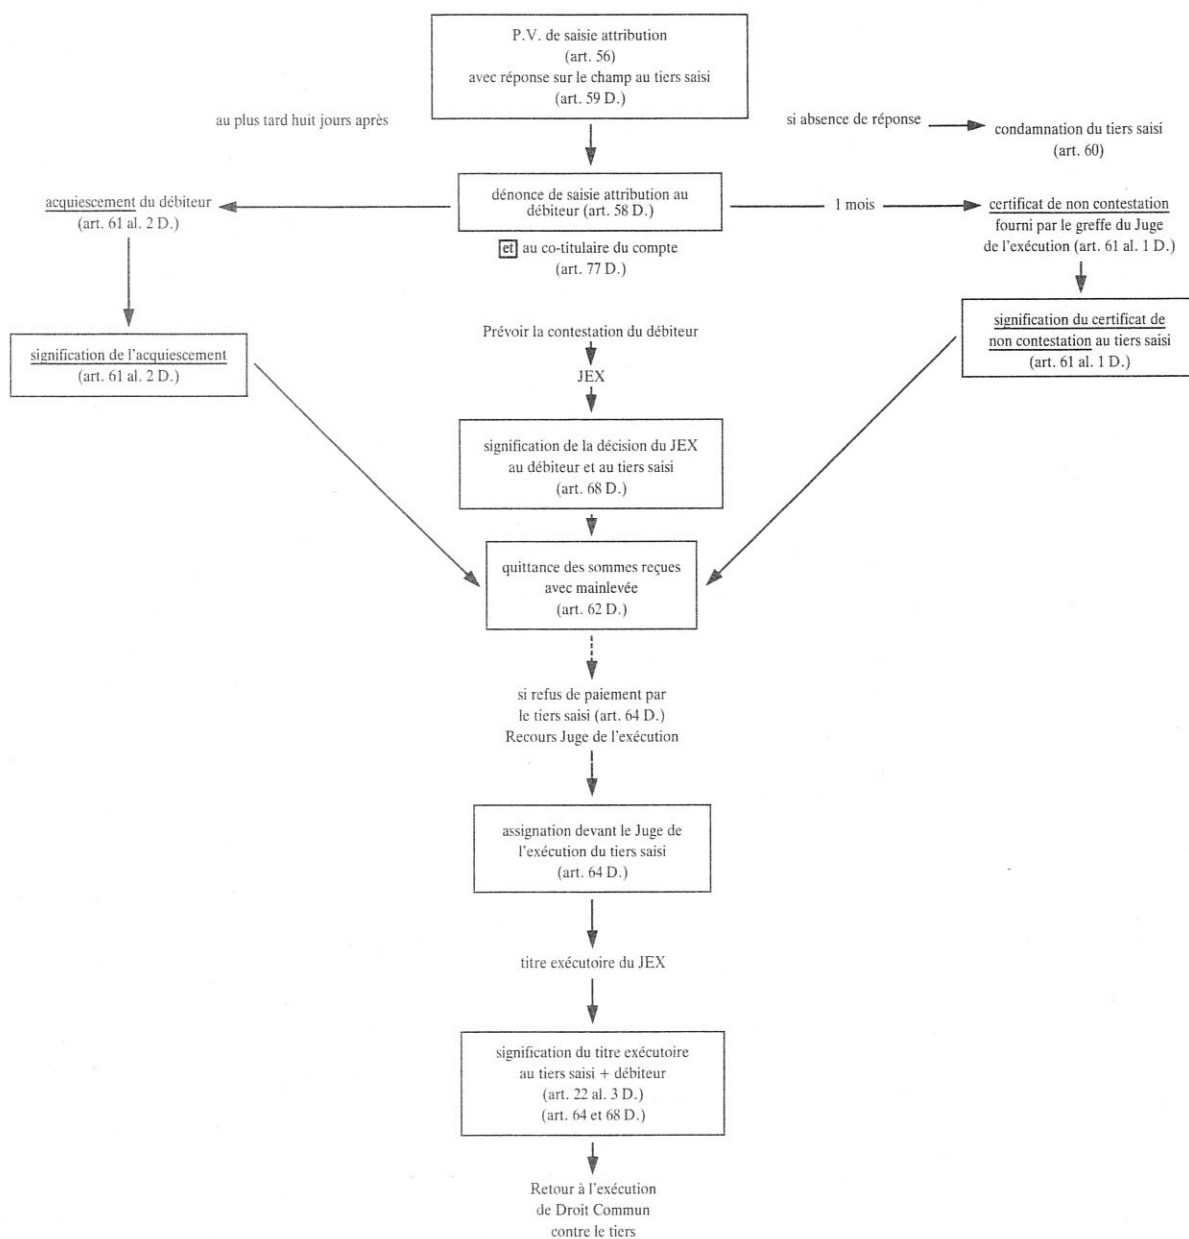 P.V. de saisie attribution
(art. 56)
avec réponse sur le champ au tiers saisi
(art. 59 D.)
au plus tard huit jours après
si absence de réponse
condamnation du tiers saisi
(art. 60)
acquiescement du débiteur
(art. 61 al. 2 D.)
dénonce de saisie attribution au
débiteur (art. 58 D.)
1 mois
certificat de non contestation
fourni par le greffe du Juge
de l'exécution (art. 61 al. 1 D.)
et au co-titulaire du compte
(art. 77 D.)
signification de l'acquiescement
(art. 61 al. 2 D.)
Prévoir la contestation du débiteur
JEX
signification du certificat de
non contestation au tiers saisi
(art. 61 al. 1 D.)
signification de la décision du JEX
au débiteur et au tiers saisi
(art. 68 D.)
quittance des sommes reçues
avec mainlevée
(art. 62 D.)
si refus de paiement par
le tiers saisi (art. 64 D.)
Recours Juge de l'exécution
assignation devant le Juge de
l'exécution du tiers saisi
(art. 64 D.)
titre exécutoire du JEX
signification du titre exécutoire
au tiers saisi + débiteur
(art. 22 al. 3 D.)
(art. 64 et 68 D.)
Retour à l'exécution
de Droit Commun
contre le tiers